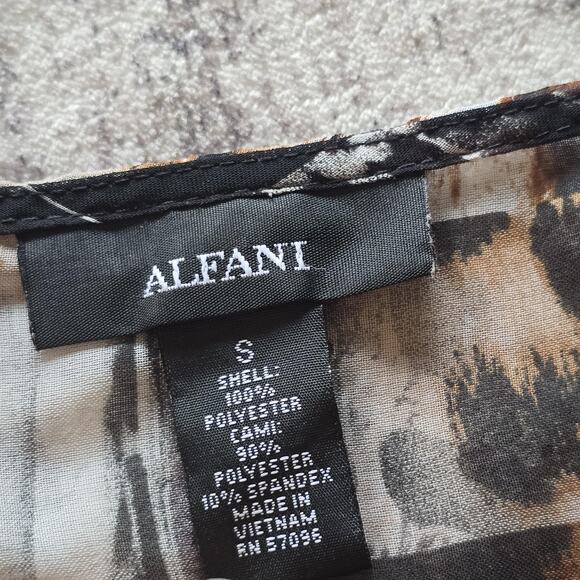 ALFANI
S
SHELL:
100%
POLYESTER
CAMI:
90%
POLYESTER
10% SPANDEX
MADE IN
VIETNAM
RN 57096